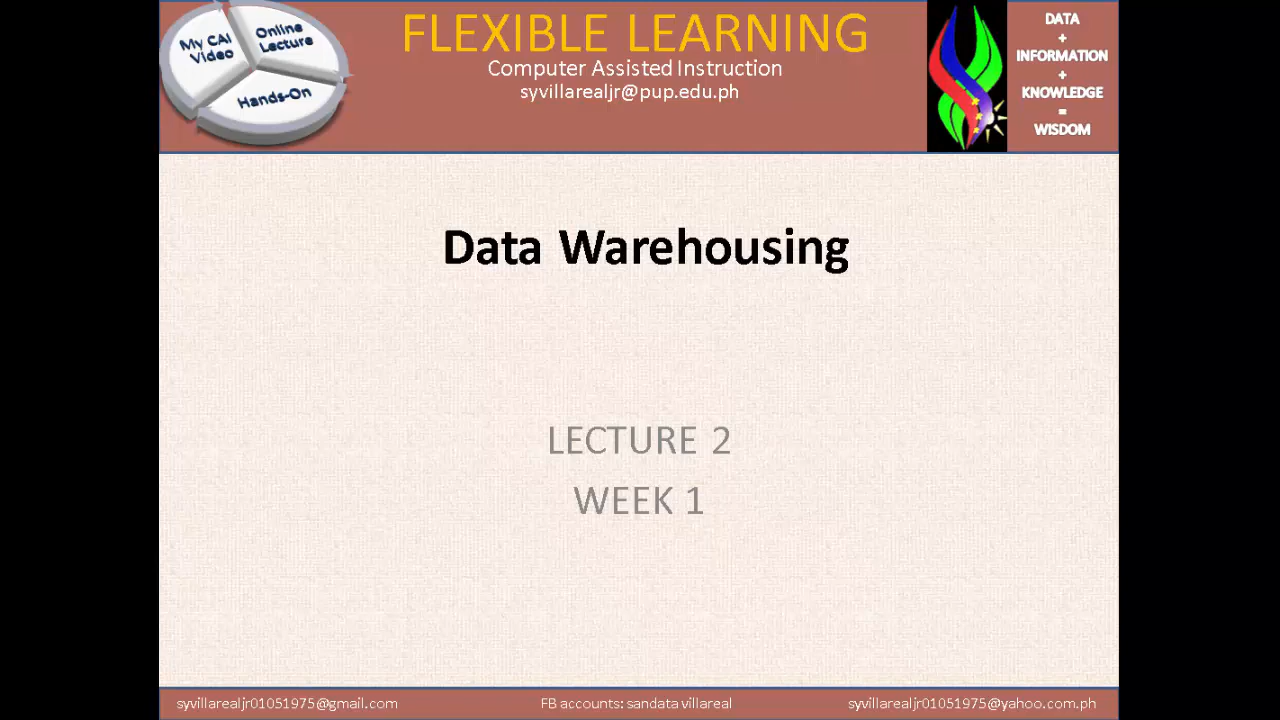 My CAI
Video
Online
Lecture
Hands-On
FLEXIBLE LEARNING
Computer Assisted Instruction
syvillarealjr@pup.edu.ph
DATA
+
INFORMATION
+
KNOWLEDGE
=
WISDOM
Data Warehousing
LECTURE 2
WEEK 1
syvillarealjr01051975@gmail.com
FB accounts: sandata villareal
syvillarealjr01051975@yahoo.com.ph